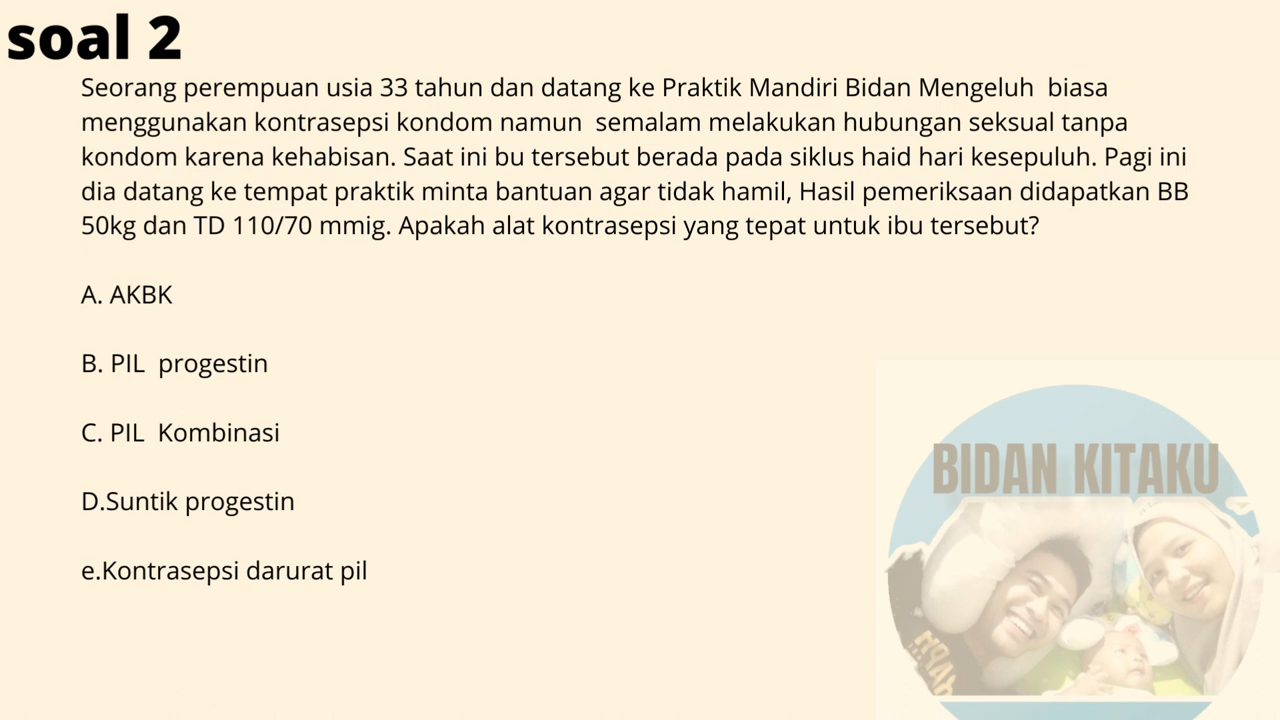 soal 2
Seorang perempuan usia 33 tahun dan datang ke Praktik Mandiri Bidan Mengeluh  biasa
menggunakan kontrasepsi kondom namun  semalam melakukan hubungan seksual tanpa
kondom karena kehabisan. Saat ini bu tersebut berada pada siklus haid hari kesepuluh. Pagi ini
dia datang ke tempat praktik minta bantuan agar tidak hamil, Hasil pemeriksaan didapatkan BB
50kg dan TD 110/70 mmig. Apakah alat kontrasepsi yang tepat untuk ibu tersebut?
A. AKBK
B. PIL  progestin
C. PIL  Kombinasi
D.Suntik progestin
e.Kontrasepsi darurat pil
BIDAN KITAKU